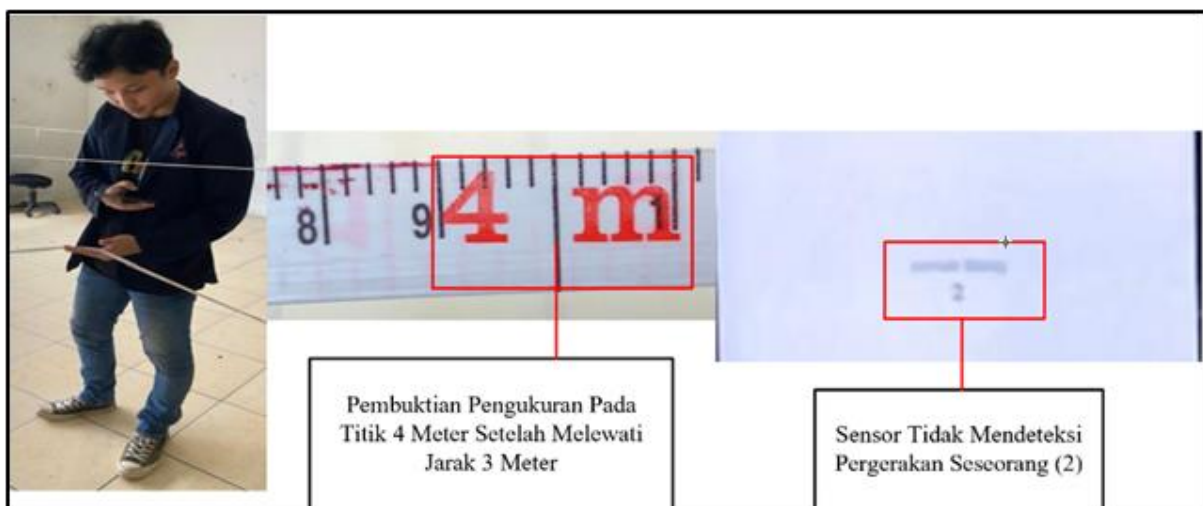 8 9 4 m 1
2
Pembuktian Pengukuran Pada
Titik 4 Meter Setelah Melewati
Jarak 3 Meter
Sensor Tidak Mendeteksi
Pergerakan Seseorang (2)